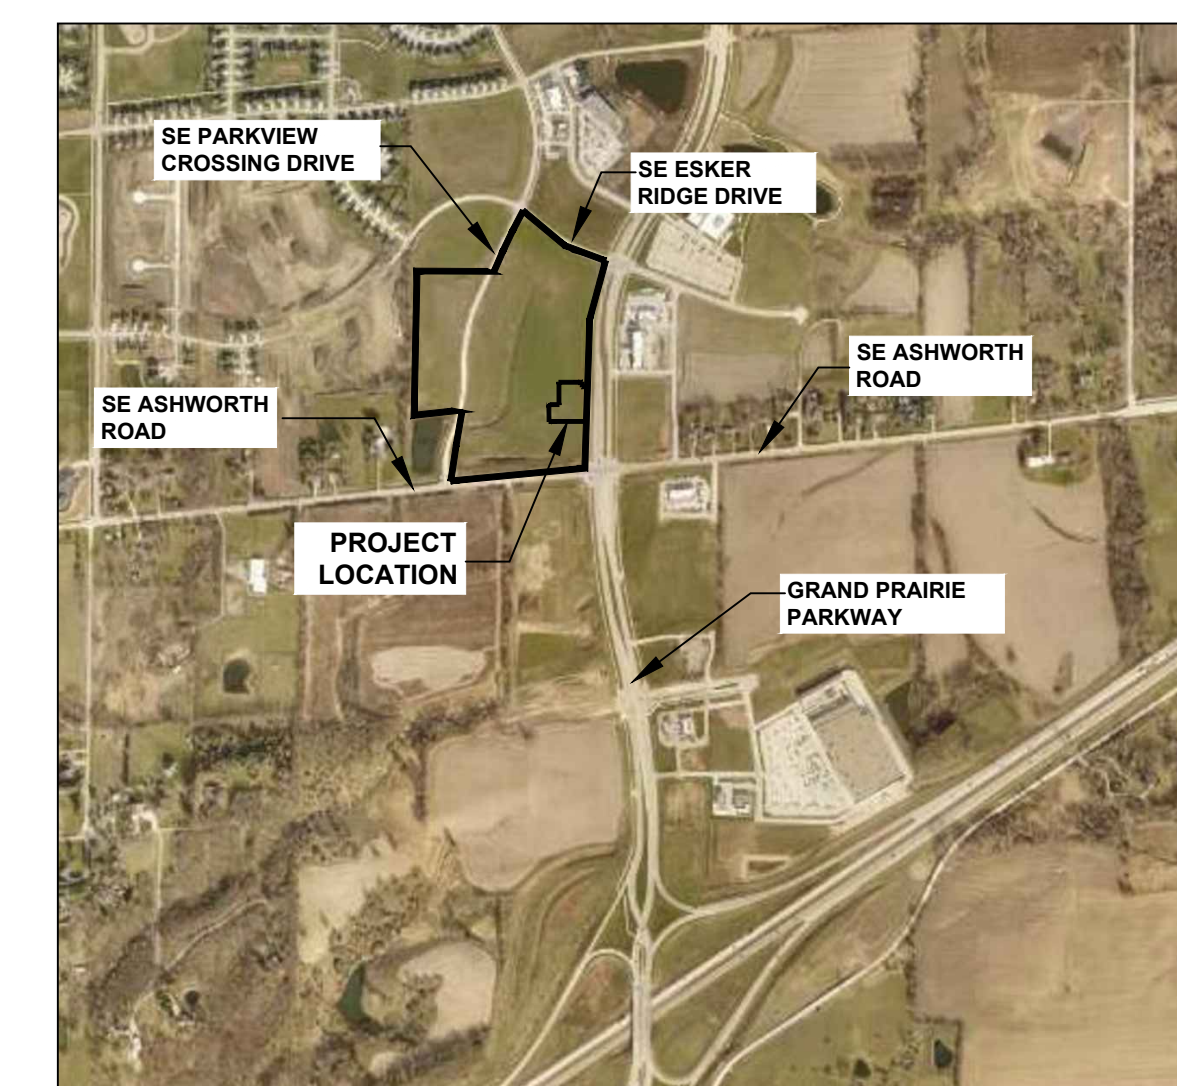 SE PARKVIEW
CROSSING DRIVE
SE ESKER
RIDGE DRIVE
SE ASHWORTH
ROAD
SE ASHWORTH
ROAD
PROJECT
LOCATION
GRAND PRAIRIE
PARKWAY